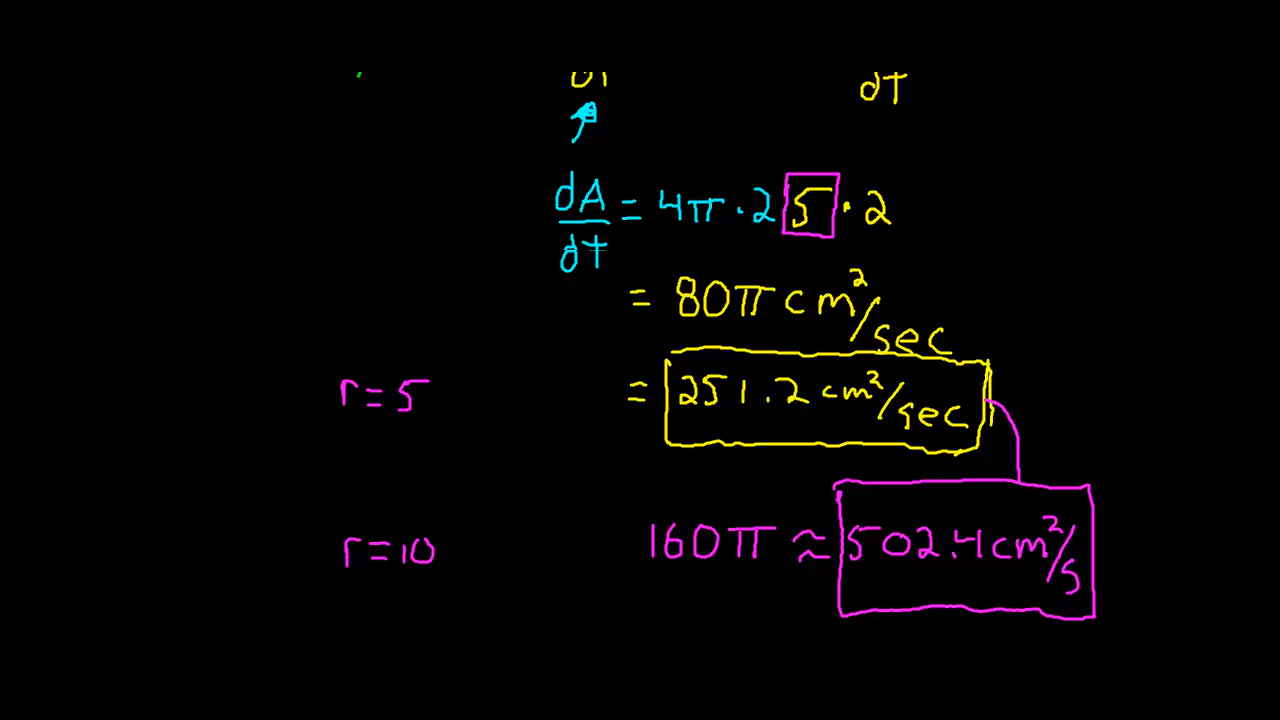 dT
dA/dT = 4π · 2 5 · 2
= 80π cm²/sec
r = 5 = 251.2 cm²/sec
r = 10 160π ≈ 502.4 cm²/s